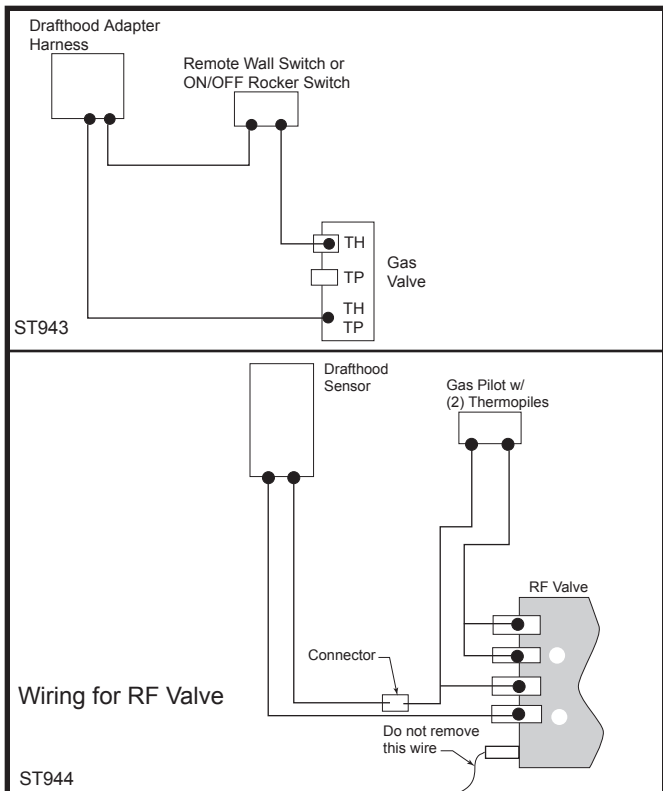 Drafthood Adapter
Harness
Remote Wall Switch or
ON/OFF Rocker Switch
TH
TP
Gas
Valve
TH
TP
ST943
Drafthood
Sensor
Gas Pilot w/
(2) Thermopiles
RF Valve
Connector
Wiring for RF Valve
Do not remove
this wire
ST944